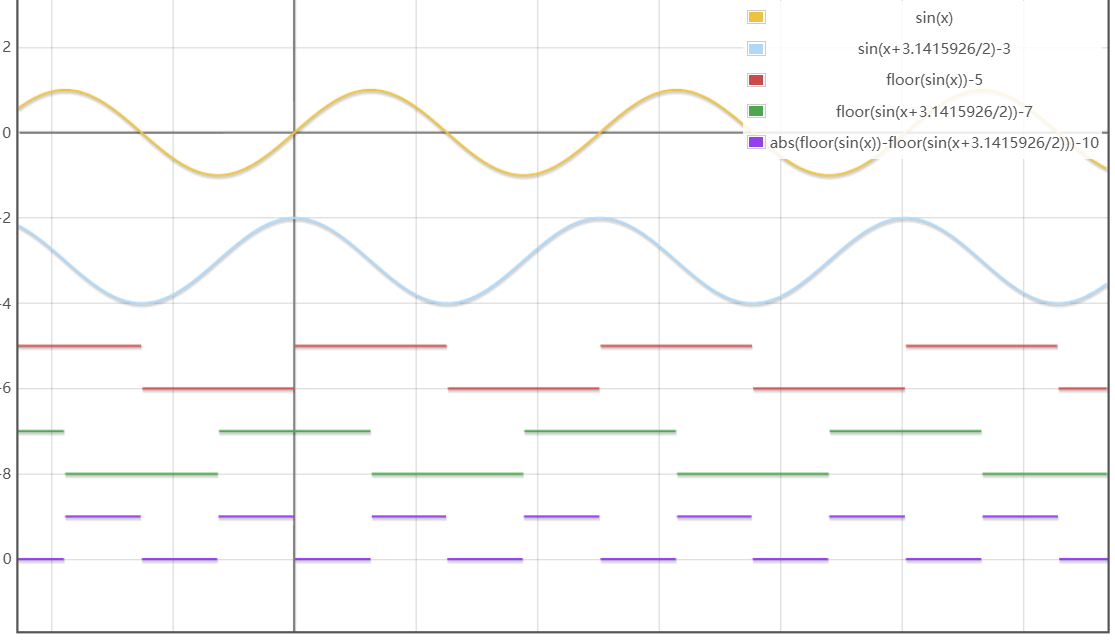 sin(x)
2
sin(x+3.1415926/2)-3
floor(sin(x))-5
floor(sin(x+3.1415926/2))-7
0
abs(floor(sin(x))-floor(sin(x+3.1415926/2)))-10
-2
-4
-6
-8
0